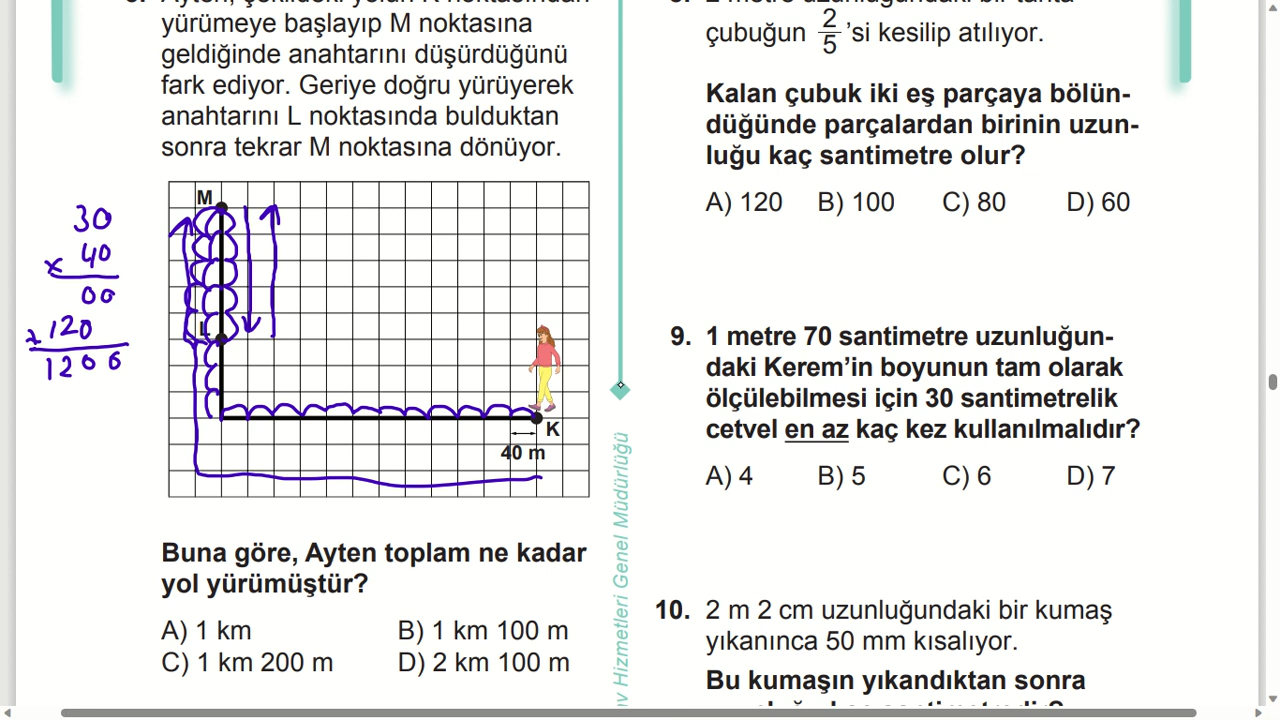 yürümeye başlayıp M noktasına
geldiğinde anahtarını düşürdüğünü
fark ediyor. Geriye doğru yürüyerek
anahtarını L noktasında bulduktan
sonra tekrar M noktasına dönüyor.
M
L
K
40 m
30
x 40
00
+ 120
1200
Buna göre, Ayten toplam ne kadar
yol yürümüştür?
A) 1 km B) 1 km 100 m
C) 1 km 200 m D) 2 km 100 m
çubuğun 2/5 'si kesilip atılıyor.
Kalan çubuk iki eş parçaya bölün-
düğünde parçalardan birinin uzun-
luğu kaç santimetre olur?
A) 120 B) 100 C) 80 D) 60
9. 1 metre 70 santimetre uzunluğun-
daki Kerem'in boyunun tam olarak
ölçülebilmesi için 30 santimetrelik
cetvel en az kaç kez kullanılmalıdır?
A) 4 B) 5 C) 6 D) 7
10. 2 m 2 cm uzunluğundaki bir kumaş
yıkanınca 50 mm kısalıyor.
Bu kumaşın yıkandıktan sonra
Hizmetleri Genel Müdürlüğü